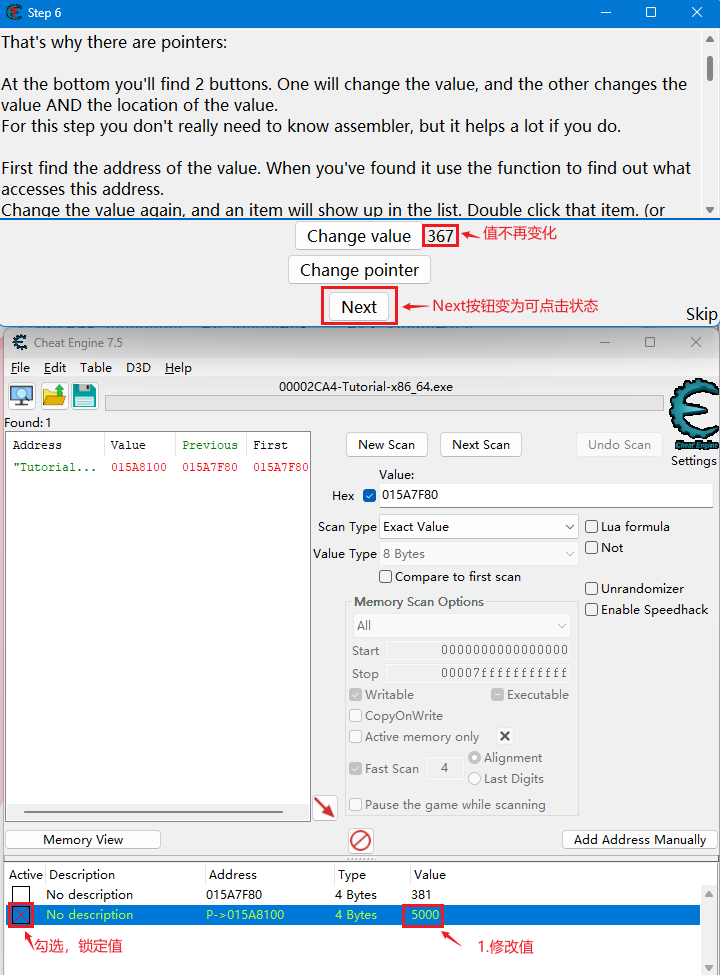 Step 6
That's why there are pointers:
At the bottom you'll find 2 buttons. One will change the value, and the other changes the
value AND the location of the value.
For this step you don't really need to know assembler, but it helps a lot if you do.
First find the address of the value. When you've found it use the function to find out what
accesses this address.
Change the value again, and an item will show up in the list. Double click that item. (or
Change value 367 值不再变化
Change pointer
Next Next按钮变为可点击状态
Skip
Cheat Engine 7.5
File Edit Table D3D Help
00002CA4-Tutorial-x86_64.exe
Found: 1
Address Value Previous First
"Tutorial... 015A8100 015A7F80 015A7F80
New Scan Next Scan Undo Scan
Cheat Engine
Settings
Value:
Hex 015A7F80
Scan Type Exact Value Lua formula
Not
Value Type 8 Bytes
Compare to first scan
Unrandomizer
Enable Speedhack
Memory Scan Options
All
Start 0000000000000000
Stop 00007fffffffffff
Writable Executable
CopyOnWrite
Active memory only
Fast Scan 4 Alignment
Last Digits
Pause the game while scanning
Memory View Add Address Manually
Active Description Address Type Value
No description 015A7F80 4 Bytes 381
No description P->015A8100 4 Bytes 5000
勾选，锁定值 1.修改值